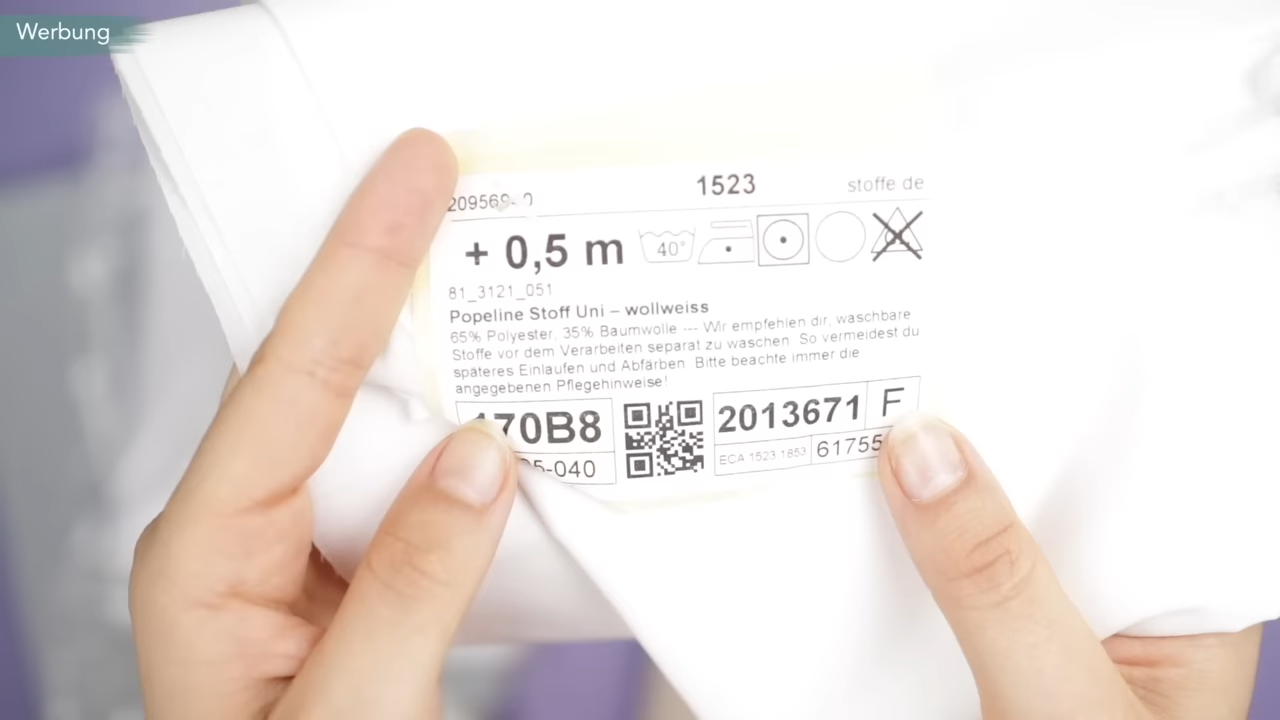 Werbung
1523
stoffe de
+ 0,5 m
40°
81_3121_051
Popeline Stoff Uni – wollweiss
65% Polyester, 35% Baumwolle --- Wir empfehlen dir, waschbare
Stoffe vor dem Verarbeiten separat zu waschen. So vermeidest du
späteres Einlaufen und Abfärben. Bitte beachte immer die
angegebenen Pflegehinweise!
2013671 F
ECA 1523 1853